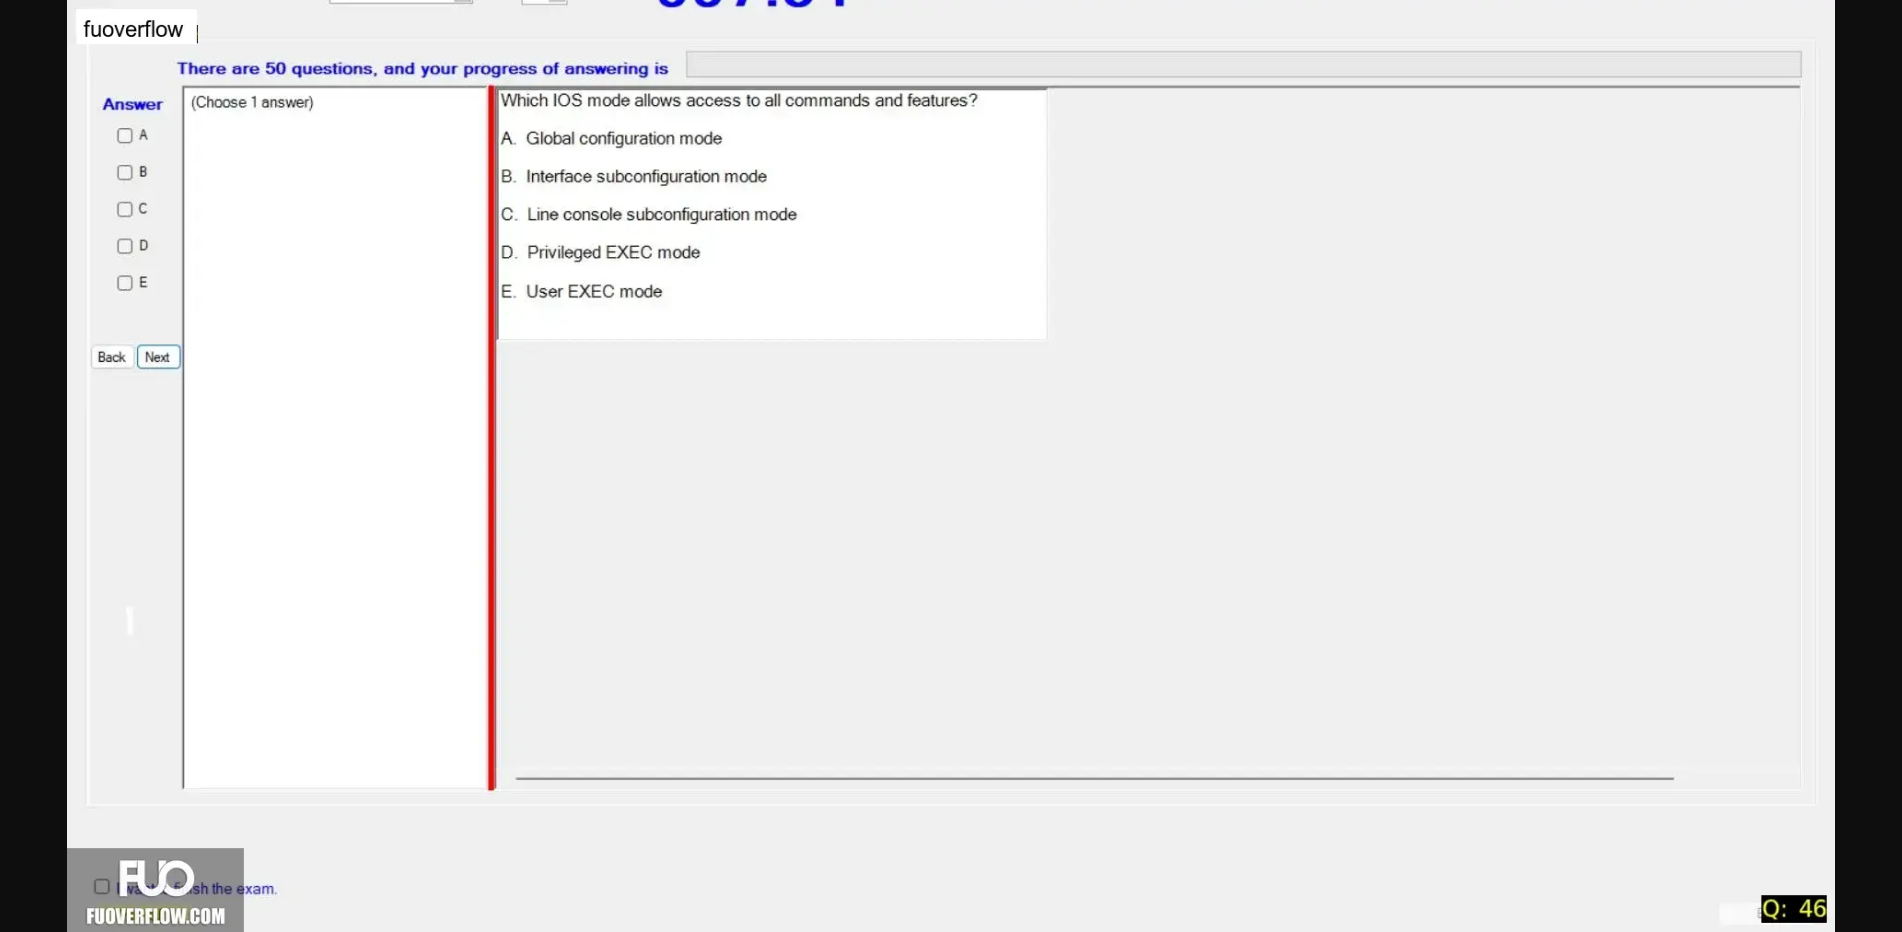 fuoverflow
There are 50 questions, and your progress of answering is
Answer
(Choose 1 answer)
A
B
C
D
E
Back Next
Which IOS mode allows access to all commands and features?
A. Global configuration mode
B. Interface subconfiguration mode
C. Line console subconfiguration mode
D. Privileged EXEC mode
E. User EXEC mode
FUO
the exam.
FUOVERFLOW.COM
Q: 46